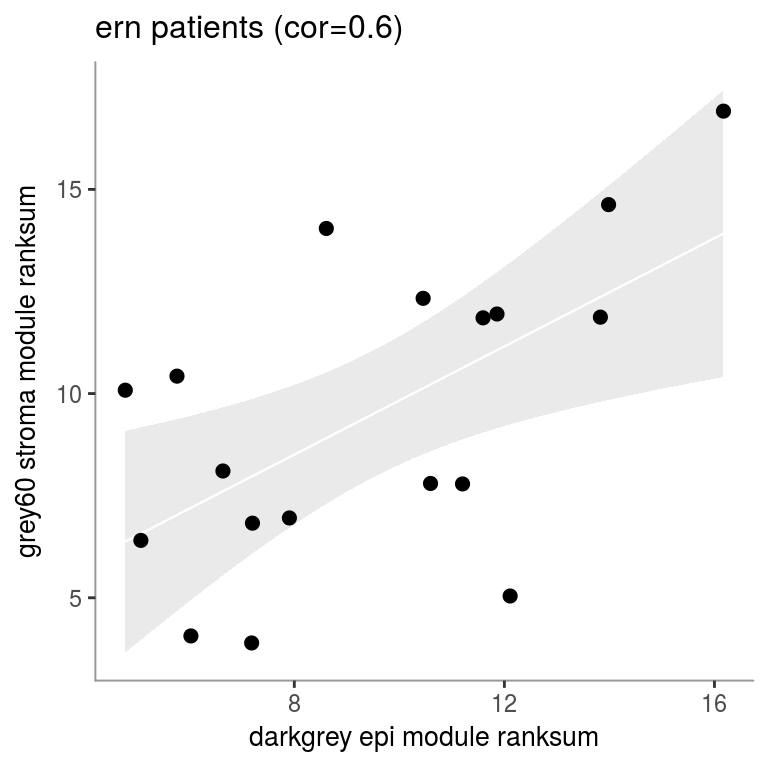 ern patients (cor=0.6)
grey60 stroma module ranksum
15
10
5
8
12
16
darkgrey epi module ranksum